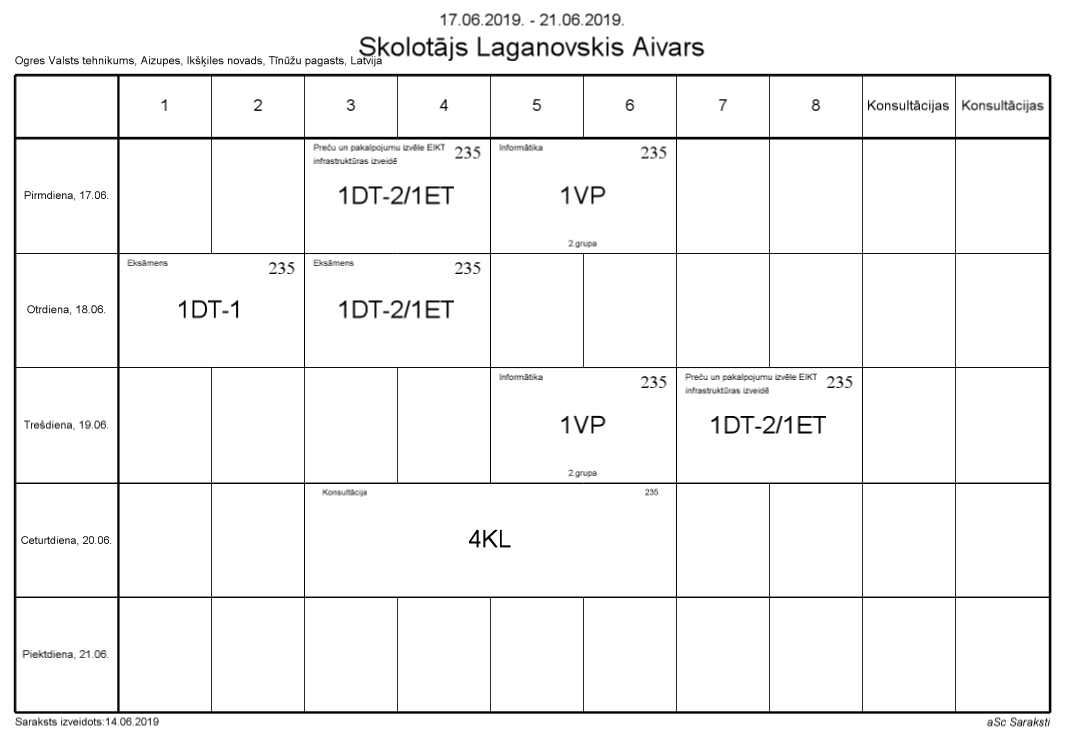 17.06.2019. - 21.06.2019.
Skolotājs Laganovskis Aivars
Ogres Valsts tehnikums, Aizupes, Ikšķiles novads, Tīnūžu pagasts, Latvija
1 2 3 4 5 6 7 8 Konsultācijas Konsultācijas
Pirmdiena, 17.06.
Preču un pakalpojumu izvēle EIKT
infrastruktūras izveidē
235
1DT-2/1ET
Informātika
235
1VP
2.grupa
Otrdiena, 18.06.
Eksāmens
235
1DT-1
Eksāmens
235
1DT-2/1ET
Trešdiena, 19.06.
Informātika
235
1VP
2.grupa
Preču un pakalpojumu izvēle EIKT
infrastruktūras izveidē
235
1DT-2/1ET
Ceturtdiena, 20.06.
Konsultācija
235
4KL
Piektdiena, 21.06.
Saraksts izveidots:14.06.2019
aSc Saraksti